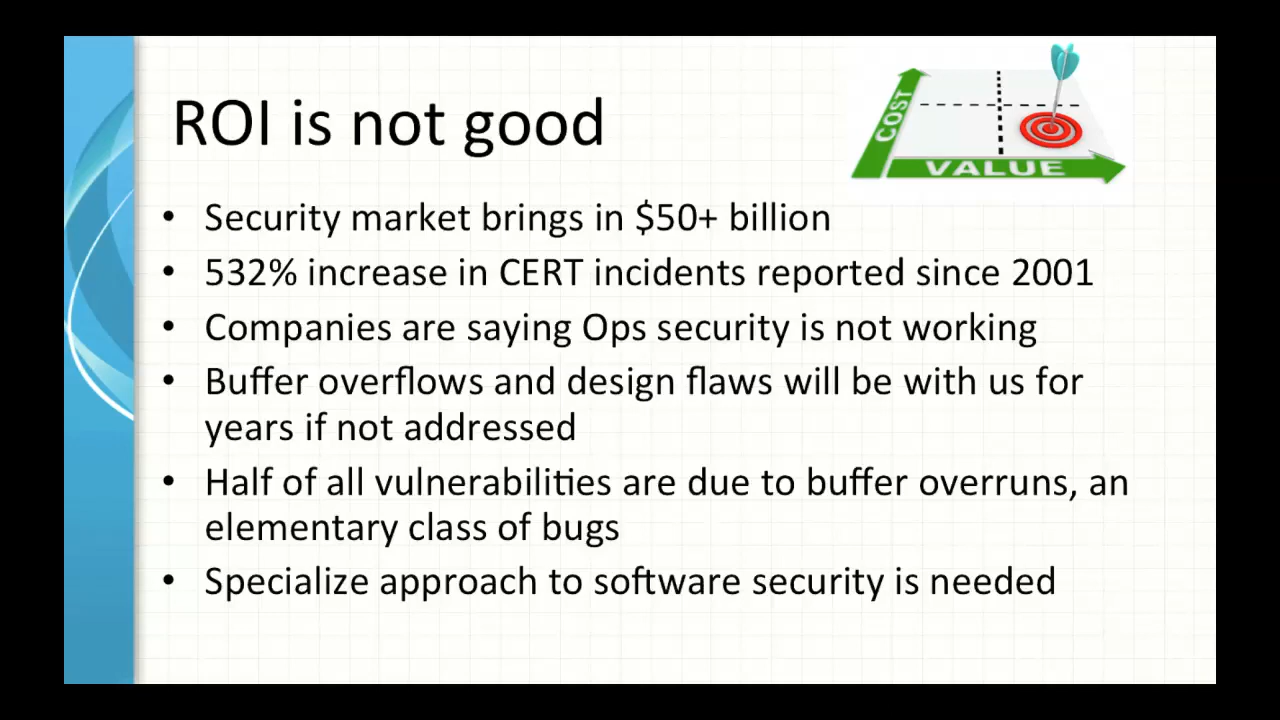 ROI is not good
COST
VALUE
• Security market brings in $50+ billion
• 532% increase in CERT incidents reported since 2001
• Companies are saying Ops security is not working
• Buffer overflows and design flaws will be with us for
years if not addressed
• Half of all vulnerabilities are due to buffer overruns, an
elementary class of bugs
• Specialize approach to software security is needed